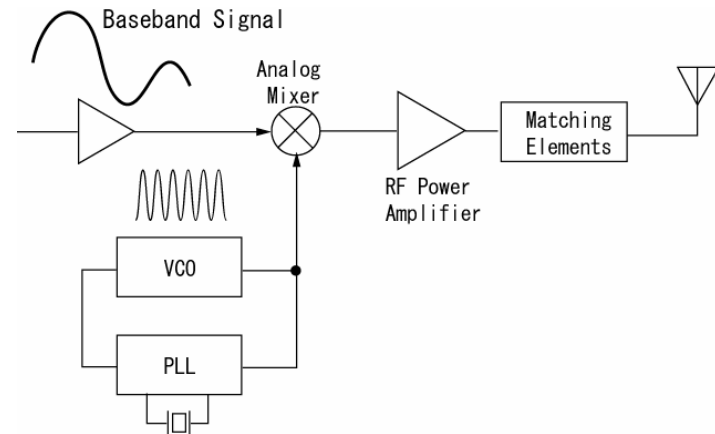 Baseband Signal
Analog
Mixer
Matching
Elements
RF Power
Amplifier
VCO
PLL